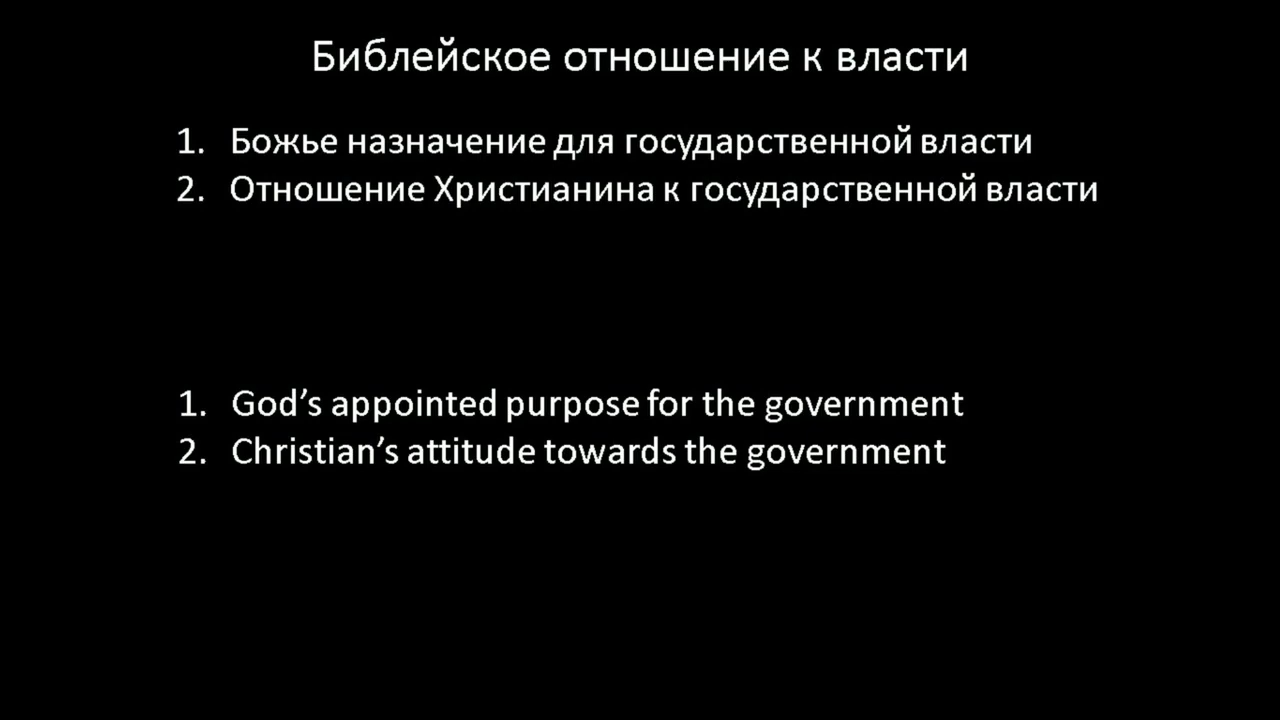 Библейское отношение к власти
1. Божье назначение для государственной власти
2. Отношение Христианина к государственной власти
1. God’s appointed purpose for the government
2. Christian’s attitude towards the government